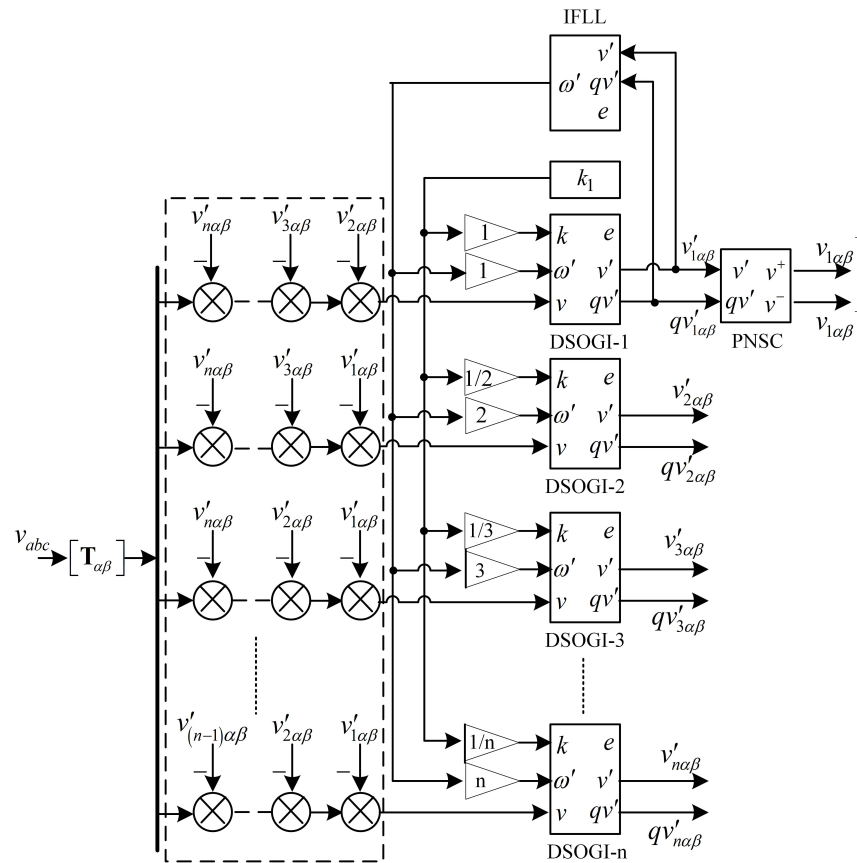 IFLL
v′
ω′ qv′
e
k₁
v′ₙαβ v′₃αβ v′₂αβ
− − −
1 k e
1 ω′ v′ v′₁αβ v′ v⁺ v₁αβ
v qv′ qv′₁αβ qv′ v⁻ v₁αβ
DSOGI-1 PNSC
v′ₙαβ v′₃αβ v′₁αβ
− − −
1/2 k e
2 ω′ v′ v′₂αβ
v qv′ qv′₂αβ
DSOGI-2
v′ₙαβ v′₂αβ v′₁αβ
− − −
1/3 k e
v_abc [T_αβ] 3 ω′ v′ v′₃αβ
v qv′ qv′₃αβ
DSOGI-3
v′₍ₙ₋₁₎αβ v′₂αβ v′₁αβ
− − −
1/n k e
n ω′ v′ v′ₙαβ
v qv′ qv′ₙαβ
DSOGI-n